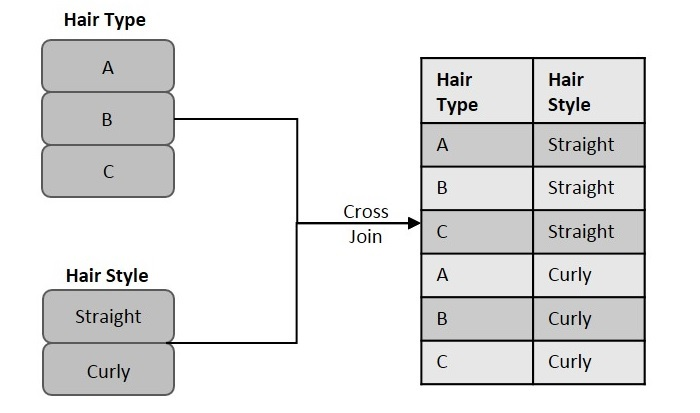 Hair Type
A
B
C
Hair Style
Straight
Curly
Cross
Join
Hair
Type
Hair
Style
A
Straight
B
Straight
C
Straight
A
Curly
B
Curly
C
Curly